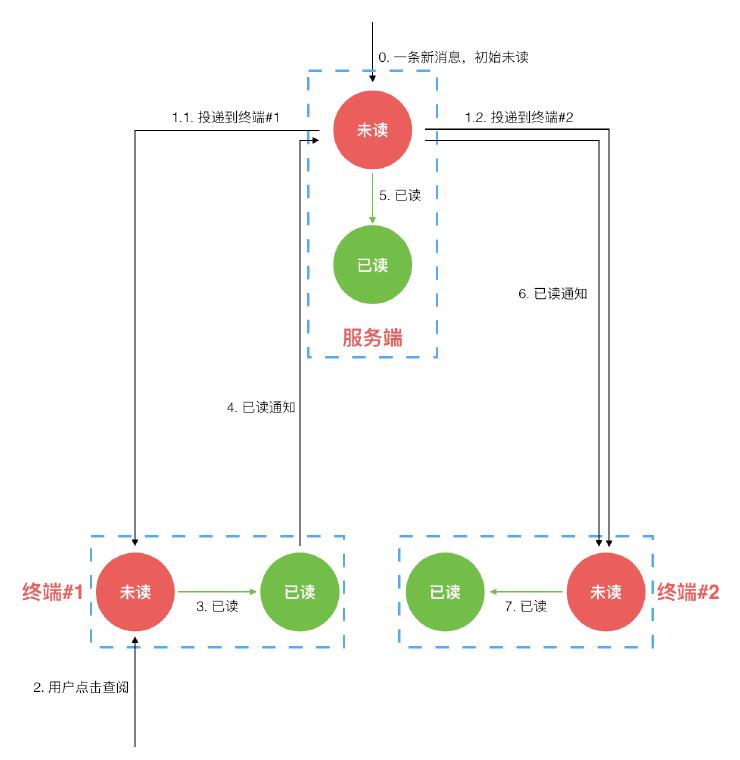 0. 一条新消息，初始未读
1.1. 投递到终端#1
未读
1.2. 投递到终端#2
5. 已读
已读
6. 已读通知
服务端
4. 已读通知
终端#1
未读
3. 已读
已读
已读
7. 已读
未读
终端#2
2. 用户点击查阅